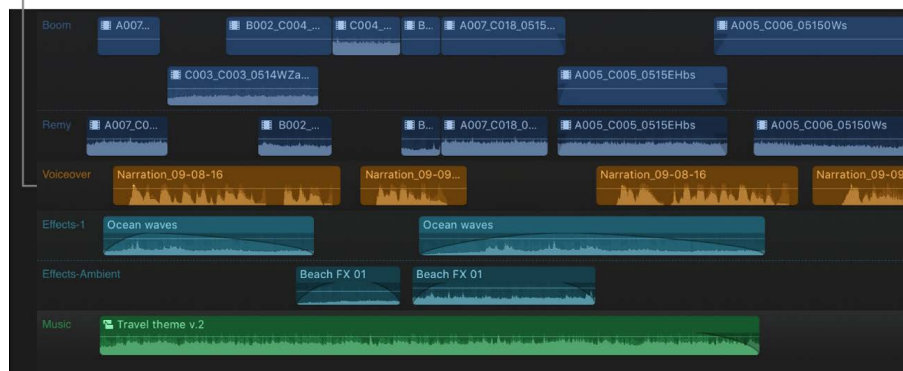 Boom
A007...
B002_C004_...
C004_...
B...
A007_C018_0515...
A005_C006_05150Ws
C003_C003_0514WZa...
A005_C005_0515EHbs
Remy
A007_C0...
B002_...
B...
A007_C018_0...
A005_C005_0515EHbs
A005_C006_05150Ws
Voiceover
Narration_09-08-16
Narration_09-09...
Narration_09-08-16
Narration_09-09
Effects-1
Ocean waves
Ocean waves
Effects-Ambient
Beach FX 01
Beach FX 01
Music
Travel theme v.2